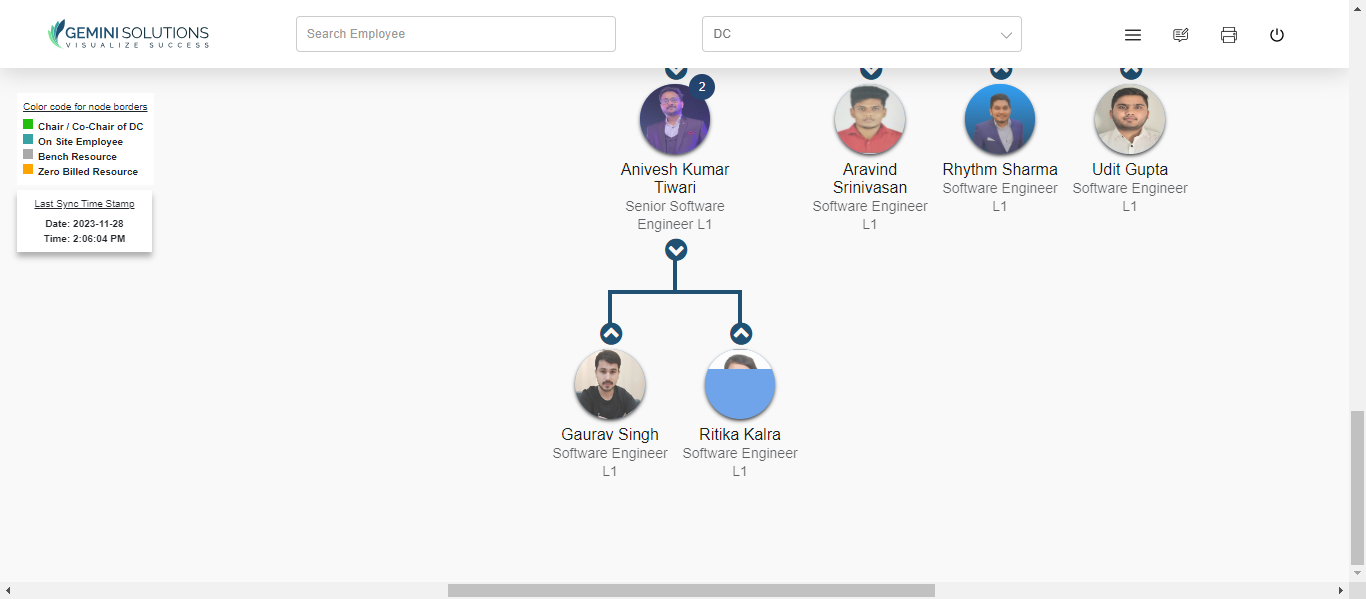 GEMINI SOLUTIONS
VISUALIZE SUCCESS
Search Employee
DC
Color code for node borders
Chair / Co-Chair of DC
On Site Employee
Bench Resource
Zero Billed Resource
Last Sync Time Stamp
Date: 2023-11-28
Time: 2:06:04 PM
2
Anivesh Kumar
Tiwari
Senior Software
Engineer L1
Aravind
Srinivasan
Software Engineer
L1
Rhythm Sharma
Software Engineer
L1
Udit Gupta
Software Engineer
L1
Gaurav Singh
Software Engineer
L1
Ritika Kalra
Software Engineer
L1